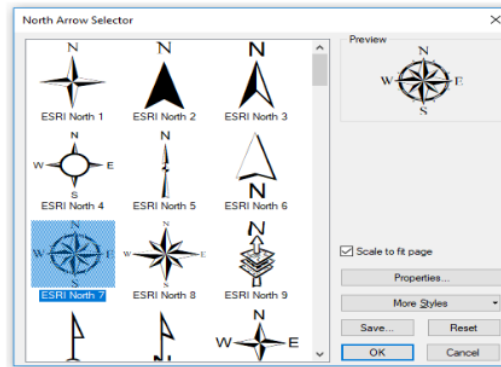 North Arrow Selector
N N N
ESRI North 1 ESRI North 2 ESRI North 3
N
W E
S
N
N
ESRI North 4 ESRI North 5 ESRI North 6
N
W E
S
N
W E
S
N
ESRI North 7 ESRI North 8 ESRI North 9
N
W E
Preview
N
W E
S
Scale to fit page
Properties...
More Styles
Save... Reset
OK Cancel